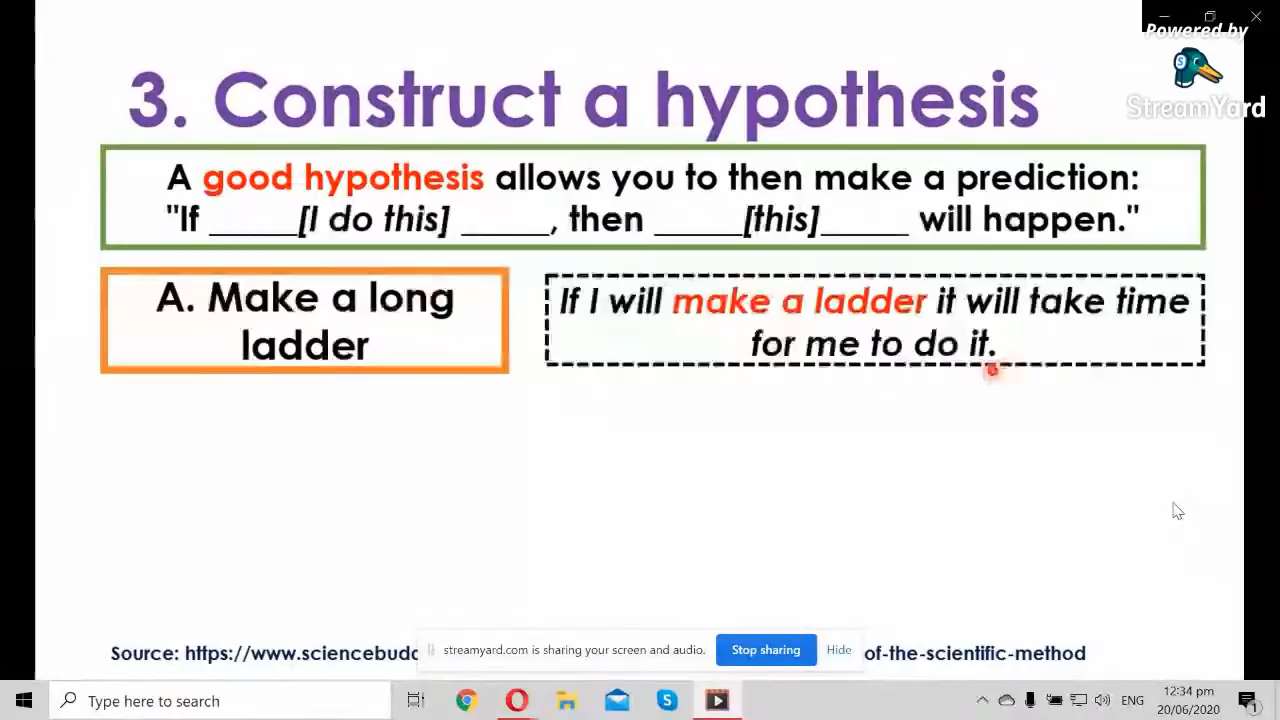 Powered by
StreamYard
3. Construct a hypothesis
A good hypothesis allows you to then make a prediction:
"If _____[I do this] _____, then _____[this]_____ will happen."
A. Make a long
ladder
If I will make a ladder it will take time
for me to do it.
Source: https://www.sciencebudd
of-the-scientific-method
streamyard.com is sharing your screen and audio.
Stop sharing
Hide
Type here to search
ENG
12:34 pm
20/06/2020
1